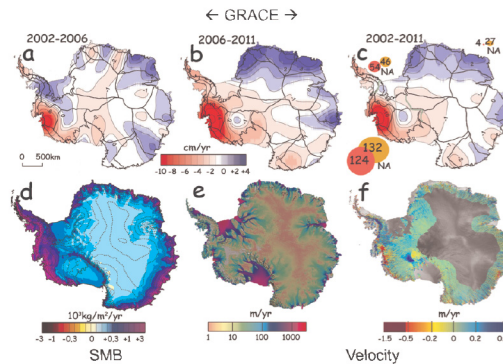 ← GRACE →
2002-2006
2006-2011
2002-2011
a
b
c
54 46
NA
4 27
NA
132
124
NA
0 500km
cm/yr
-10 -8 -6 -4 -2 0 +2 +4
d
e
f
10³kg/m²/yr
-3 -1 -0.3 0 +0.3 +1 +3
m/yr
1 10 100 1000
m/yr
-1.5 -0.5 -0.2 0 0.2
SMB
Velocity